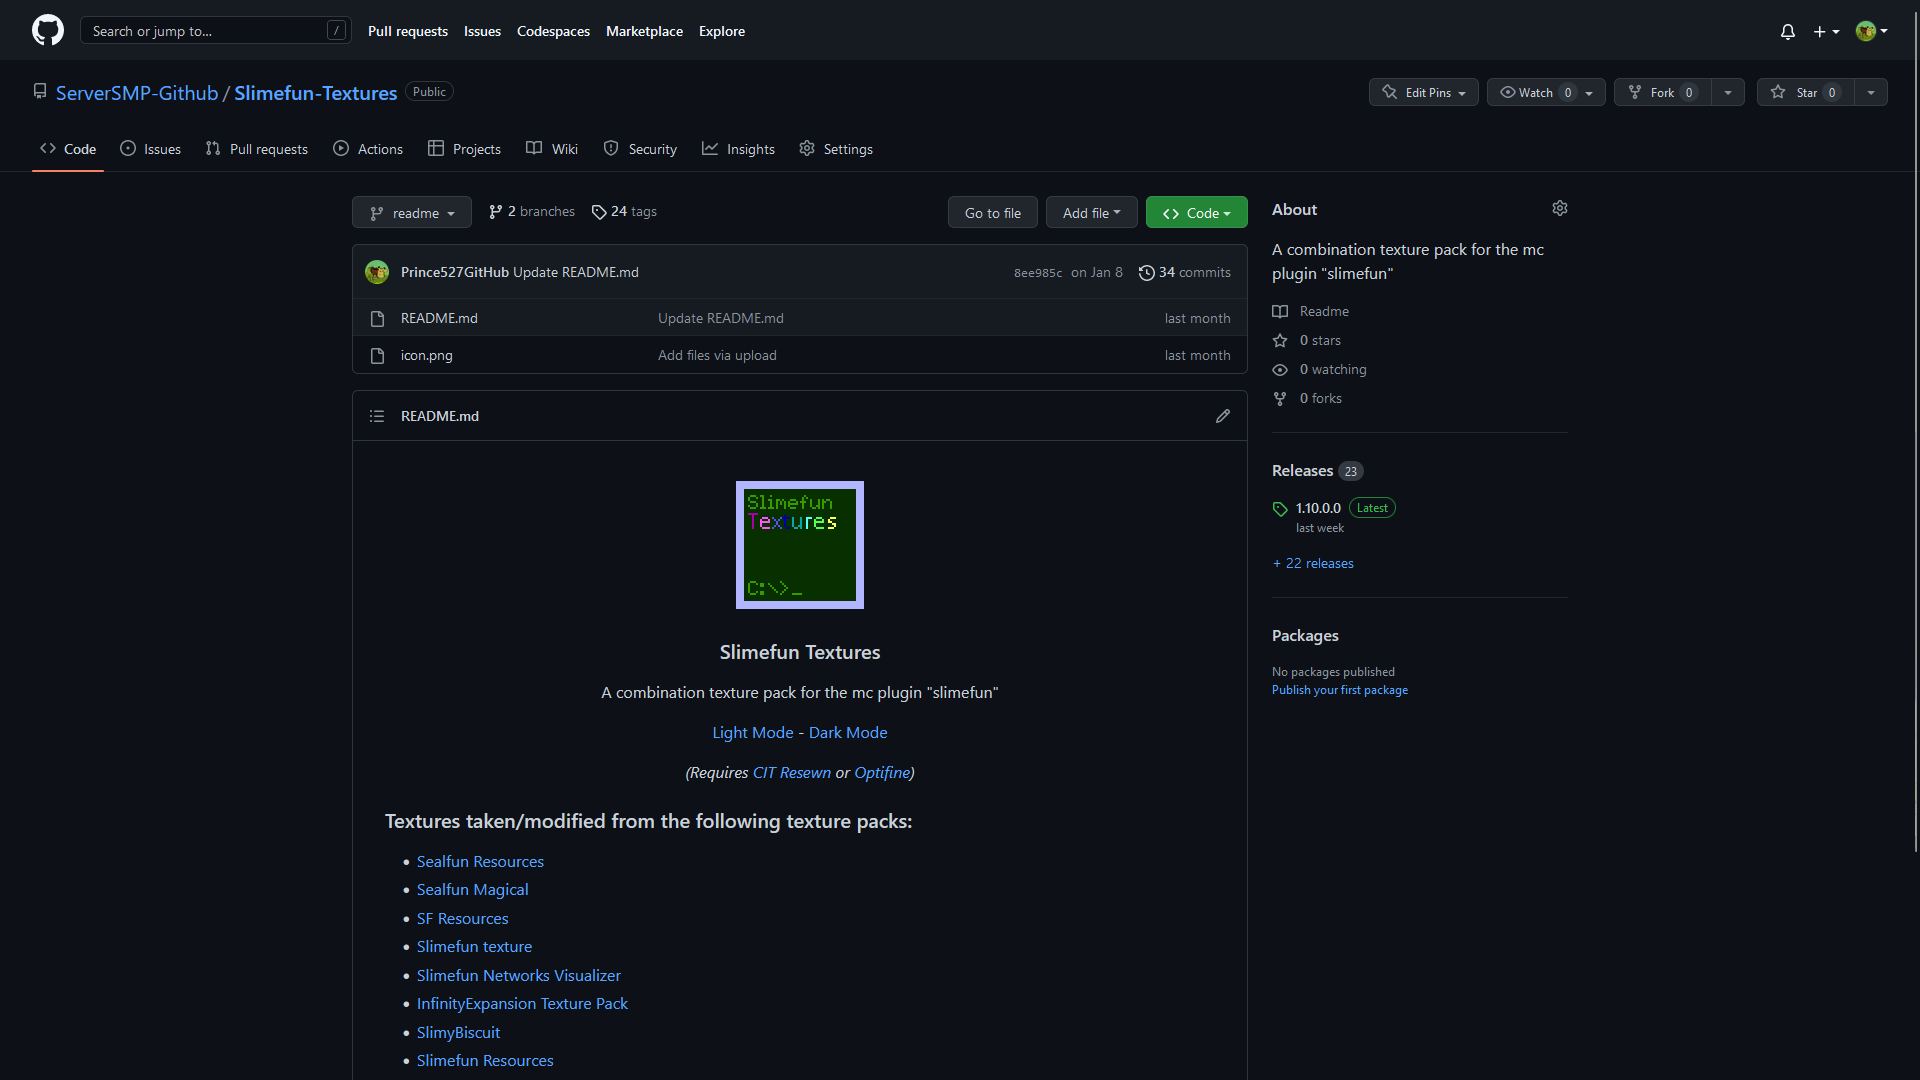 Search or jump to...
/
Pull requests
Issues
Codespaces
Marketplace
Explore
ServerSMP-Github / Slimefun-Textures
Public
Edit Pins
Watch 0
Fork 0
Star 0
Code
Issues
Pull requests
Actions
Projects
Wiki
Security
Insights
Settings
readme
2 branches
24 tags
Go to file
Add file
Code
Prince527GitHub Update README.md
8ee985c on Jan 8
34 commits
README.md
Update README.md
last month
icon.png
Add files via upload
last month
README.md
Slimefun
Textures
C:\>_
Slimefun Textures
A combination texture pack for the mc plugin "slimefun"
Light Mode - Dark Mode
(Requires CIT Resewn or Optifine)
Textures taken/modified from the following texture packs:
• Sealfun Resources
• Sealfun Magical
• SF Resources
• Slimefun texture
• Slimefun Networks Visualizer
• InfinityExpansion Texture Pack
• SlimyBiscuit
• Slimefun Resources
About
A combination texture pack for the mc
plugin "slimefun"
Readme
0 stars
0 watching
0 forks
Releases 23
1.10.0.0 Latest
last week
+ 22 releases
Packages
No packages published
Publish your first package